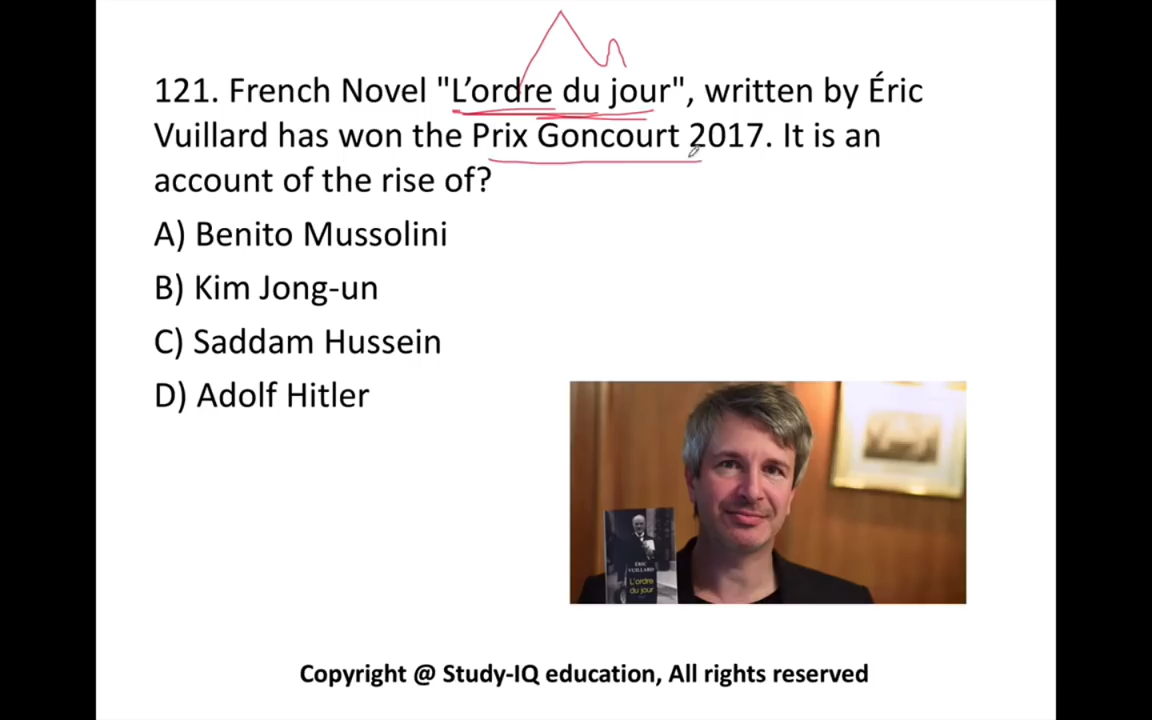 121. French Novel "L’ordre du jour", written by Éric
Vuillard has won the Prix Goncourt 2017. It is an
account of the rise of?
A) Benito Mussolini
B) Kim Jong-un
C) Saddam Hussein
D) Adolf Hitler
ÉRIC
VUILLARD
L'ordre
du jour
Copyright @ Study-IQ education, All rights reserved